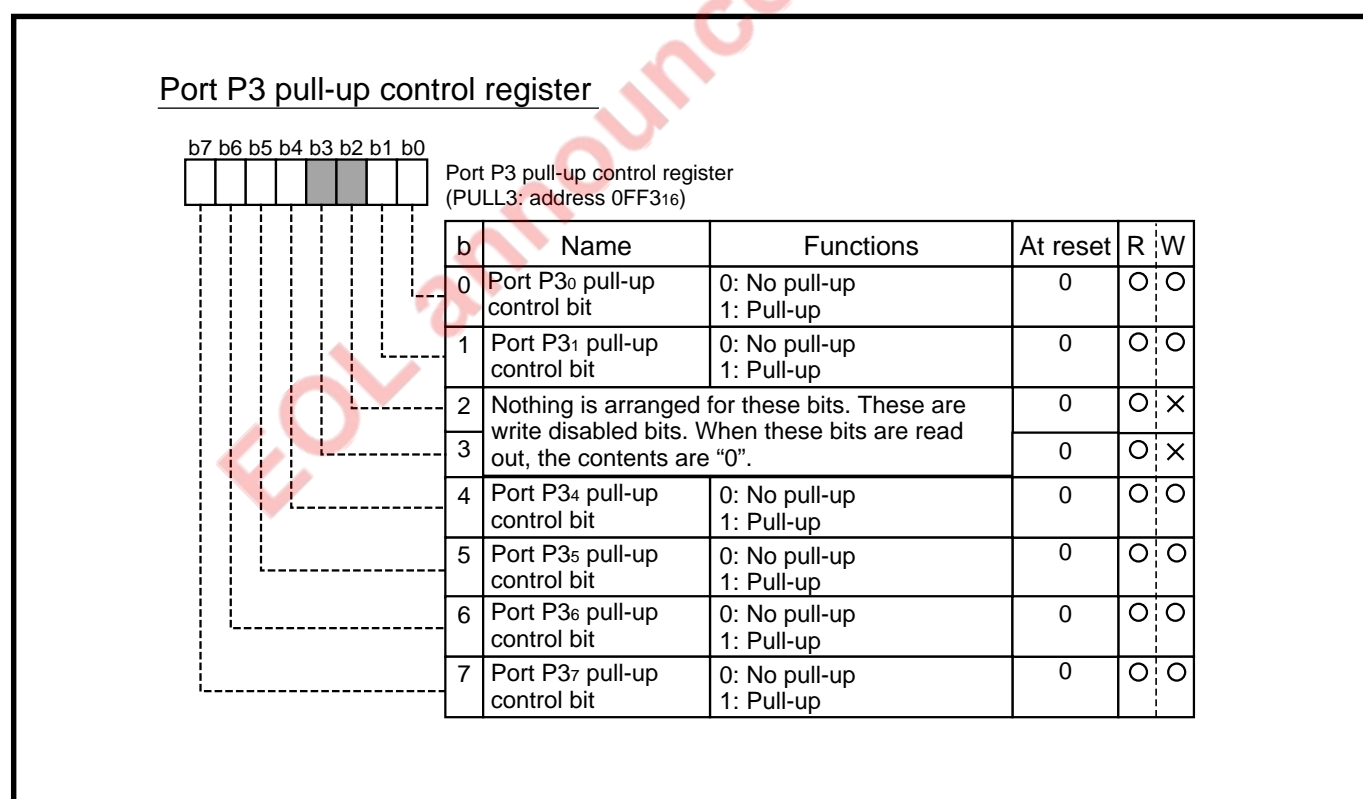 Port P3 pull-up control register
b7 b6 b5 b4 b3 b2 b1 b0
Port P3 pull-up control register
(PULL3: address 0FF3₁₆)
b Name Functions At reset R W
0 Port P3₀ pull-up control bit 0: No pull-up 0 ○ ○
1: Pull-up
1 Port P3₁ pull-up control bit 0: No pull-up 0 ○ ○
1: Pull-up
2 Nothing is arranged for these bits. These are 0 ○ ×
write disabled bits. When these bits are read
3 out, the contents are “0”. 0 ○ ×
4 Port P3₄ pull-up control bit 0: No pull-up 0 ○ ○
1: Pull-up
5 Port P3₅ pull-up control bit 0: No pull-up 0 ○ ○
1: Pull-up
6 Port P3₆ pull-up control bit 0: No pull-up 0 ○ ○
1: Pull-up
7 Port P3₇ pull-up control bit 0: No pull-up 0 ○ ○
1: Pull-up
EOL announc